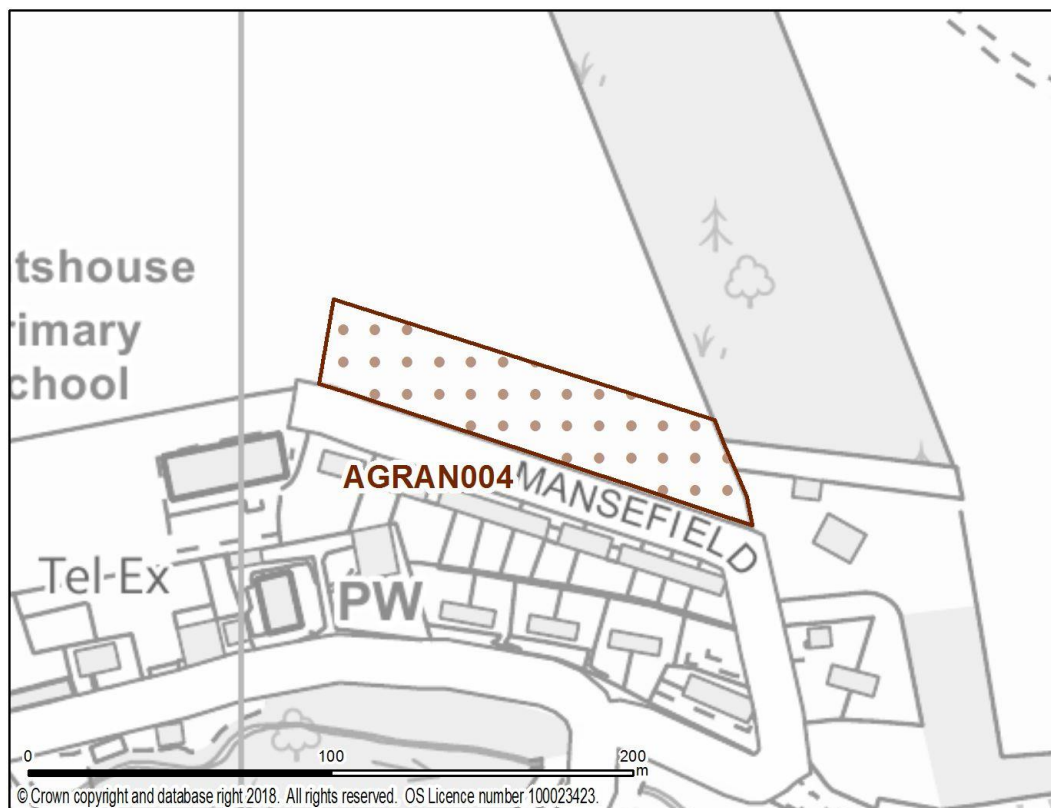 tshouse
rimary
chool
AGRAN004
MANSEFIELD
Tel-Ex
PW
0 100 200
m
© Crown copyright and database right 2018. All rights reserved. OS Licence number 100023423.